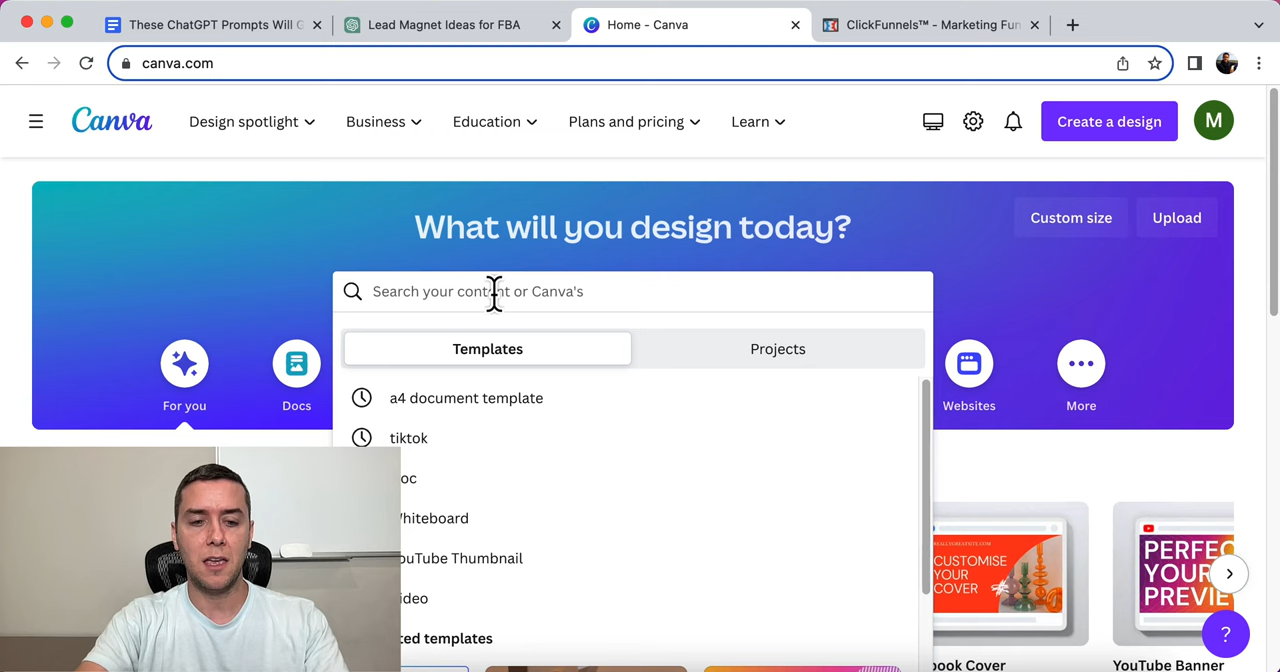 These ChatGPT Prompts Will G
Lead Magnet Ideas for FBA
Home - Canva
ClickFunnels™ - Marketing Fun
canva.com
Canva
Design spotlight
Business
Education
Plans and pricing
Learn
Create a design
M
What will you design today?
Custom size
Upload
Search your content or Canva's
Templates
Projects
For you
Docs
Websites
More
a4 document template
tiktok
oc
Whiteboard
YouTube Thumbnail
ideo
ted templates
CUSTOMISE
YOUR
COVER
PERFEC
YOUR
PREVIE
book Cover
YouTube Banner
?